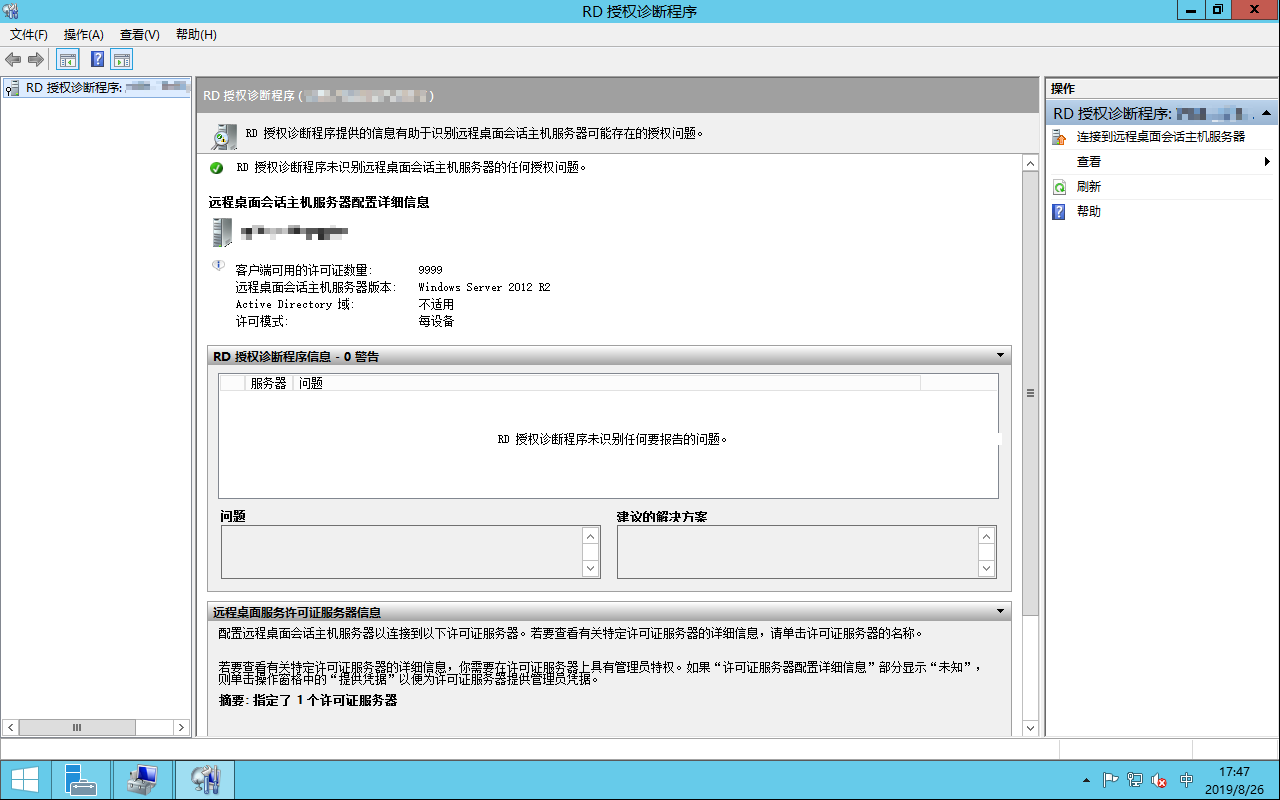 RD 授权诊断程序
文件(F) 操作(A) 查看(V) 帮助(H)
RD 授权诊断程序:
RD 授权诊断程序 ( )
RD 授权诊断程序提供的信息有助于识别远程桌面会话主机服务器可能存在的授权问题。
RD 授权诊断程序未识别远程桌面会话主机服务器的任何授权问题。
远程桌面会话主机服务器配置详细信息
客户端可用的许可证数量: 9999
远程桌面会话主机服务器版本: Windows Server 2012 R2
Active Directory 域: 不适用
许可模式: 每设备
RD 授权诊断程序信息 - 0 警告
服务器 问题
RD 授权诊断程序未识别任何要报告的问题。
问题 建议的解决方案
远程桌面服务许可证服务器信息
配置远程桌面会话主机服务器以连接到以下许可证服务器。若要查看有关特定许可证服务器的详细信息，请单击许可证服务器的名称。
若要查看有关特定许可证服务器的详细信息，你需要在许可证服务器上具有管理员特权。如果“许可证服务器配置详细信息”部分显示“未知”，
则单击操作窗格中的“提供凭据”以便为许可证服务器提供管理员凭据。
摘要: 指定了 1 个许可证服务器
操作
RD 授权诊断程序: .
连接到远程桌面会话主机服务器
查看
刷新
帮助
中
17:47
2019/8/26